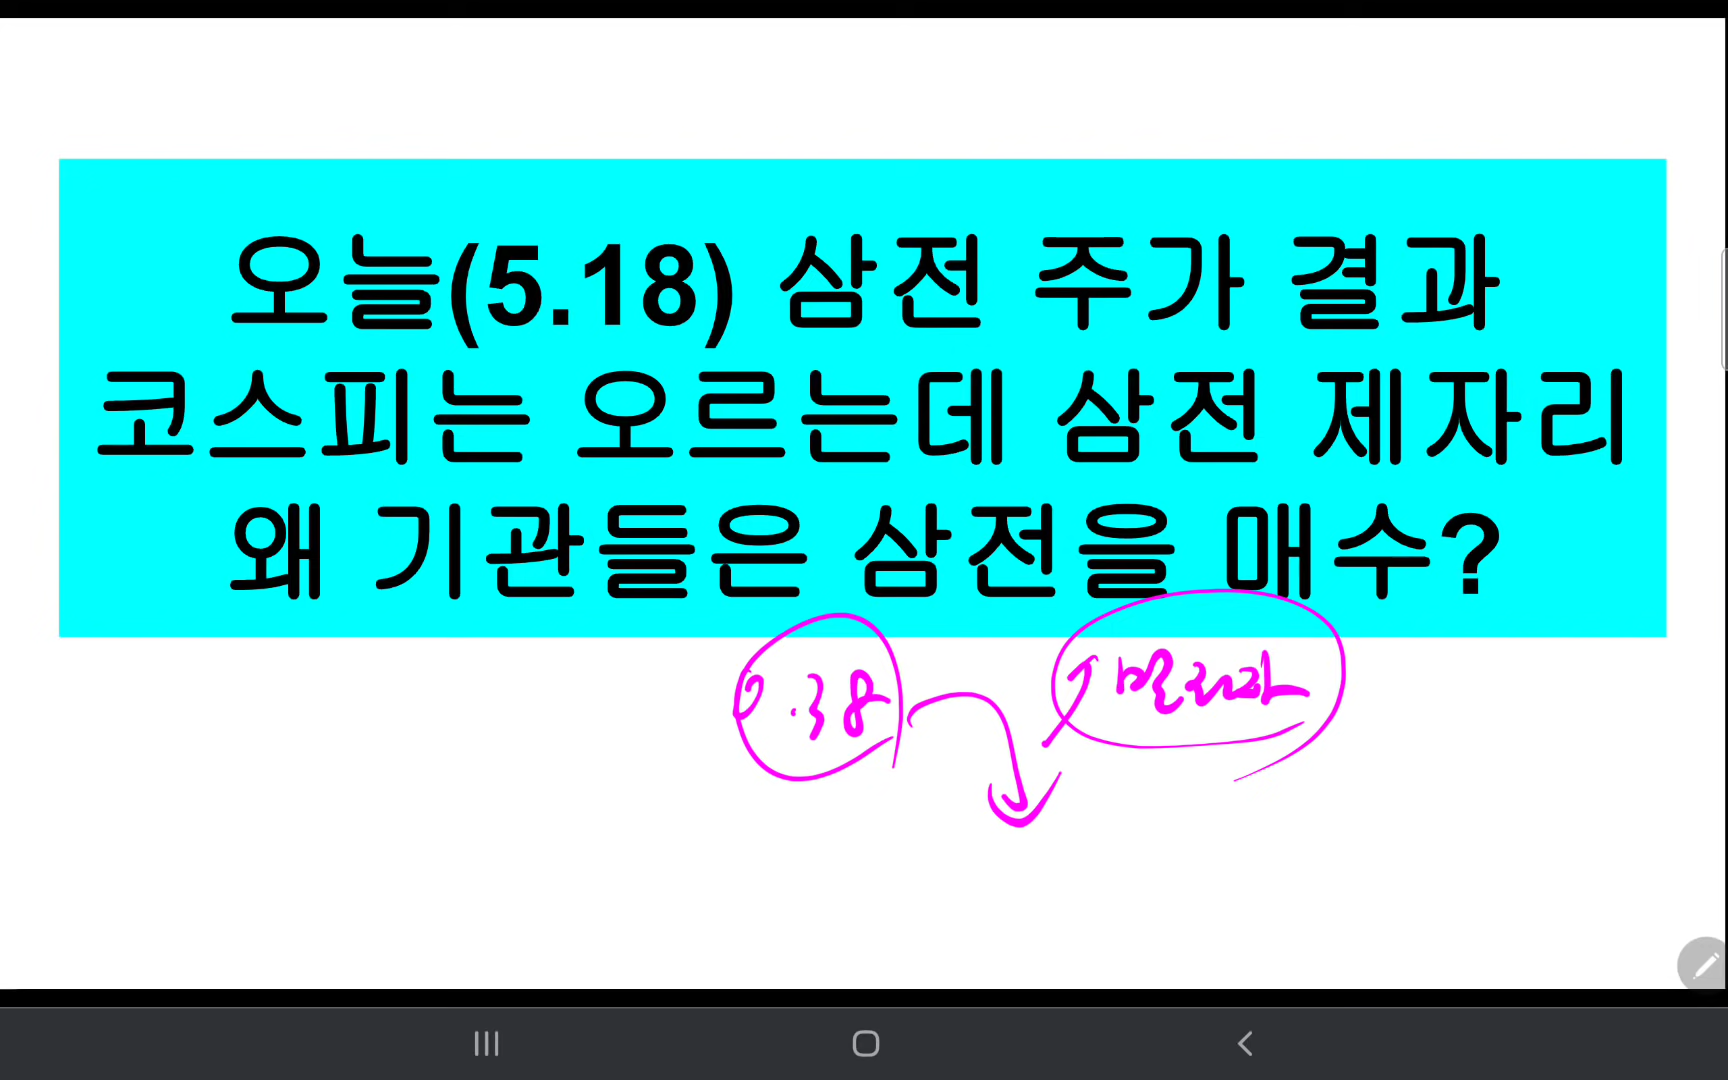 오늘(5.18) 삼전 주가 결과
코스피는 오르는데 삼전 제자리
왜 기관들은 삼전을 매수?
0.38